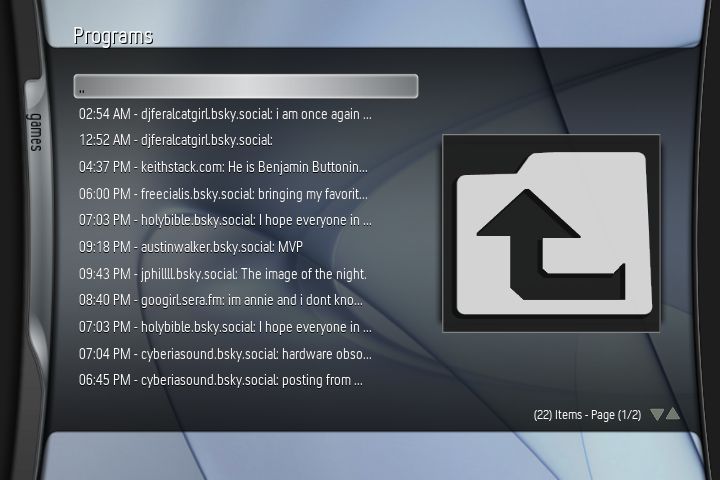 Programs
games
..
02:54 AM - djferalcatgirl.bsky.social: i am once again ...
12:52 AM - djferalcatgirl.bsky.social:
04:37 PM - keithstack.com: He is Benjamin Buttonin...
06:00 PM - freecialis.bsky.social: bringing my favorit...
07:03 PM - holybible.bsky.social: I hope everyone in ...
09:18 PM - austinwalker.bsky.social: MVP
09:43 PM - jphillll.bsky.social: The image of the night.
08:40 PM - googirl.sera.fm: im annie and i dont kno...
07:03 PM - holybible.bsky.social: I hope everyone in ...
07:04 PM - cyberiasound.bsky.social: hardware obso...
06:45 PM - cyberiasound.bsky.social: posting from ...
(22) Items - Page (1/2)